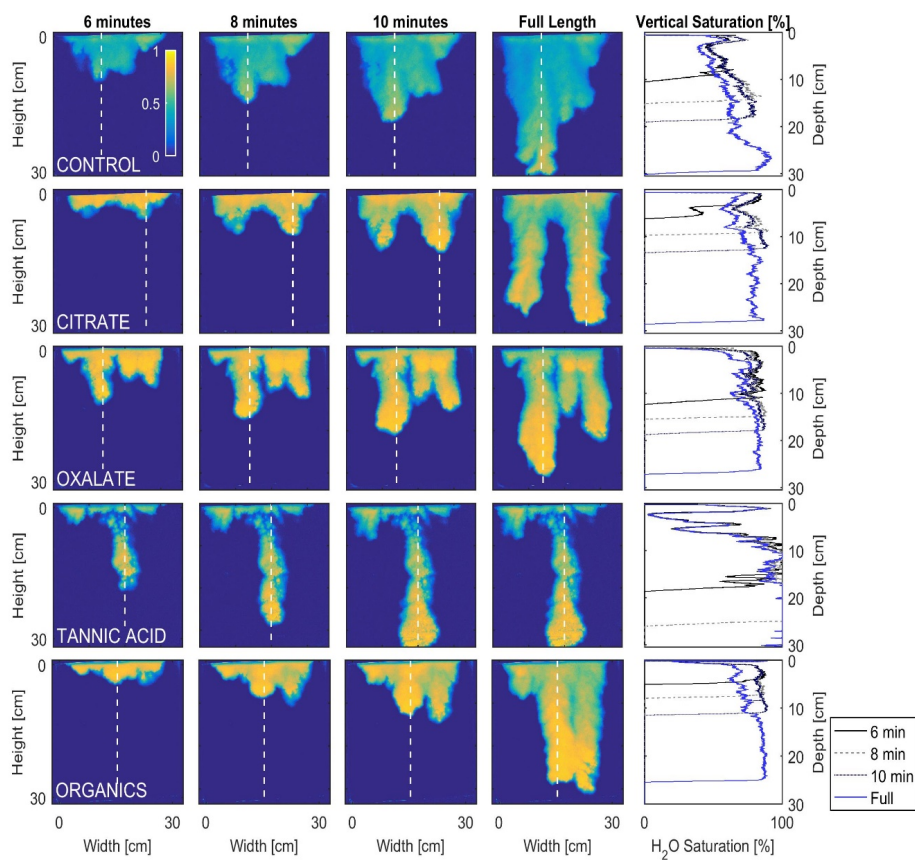 6 minutes 8 minutes 10 minutes Full Length Vertical Saturation [%]
0 1 0.5 0 30 Height [cm] CONTROL 0 10 20 30 Depth [cm]
0 30 Height [cm] CITRATE 0 10 20 30 Depth [cm]
0 30 Height [cm] OXALATE 0 10 20 30 Depth [cm]
0 30 Height [cm] TANNIC ACID 0 10 20 30 Depth [cm]
0 30 Height [cm] ORGANICS 0 10 20 30 Depth [cm]
6 min
8 min
10 min
Full
0 30 0 30 0 30 0 30 0 100
Width [cm] Width [cm] Width [cm] Width [cm] H2O Saturation [%]